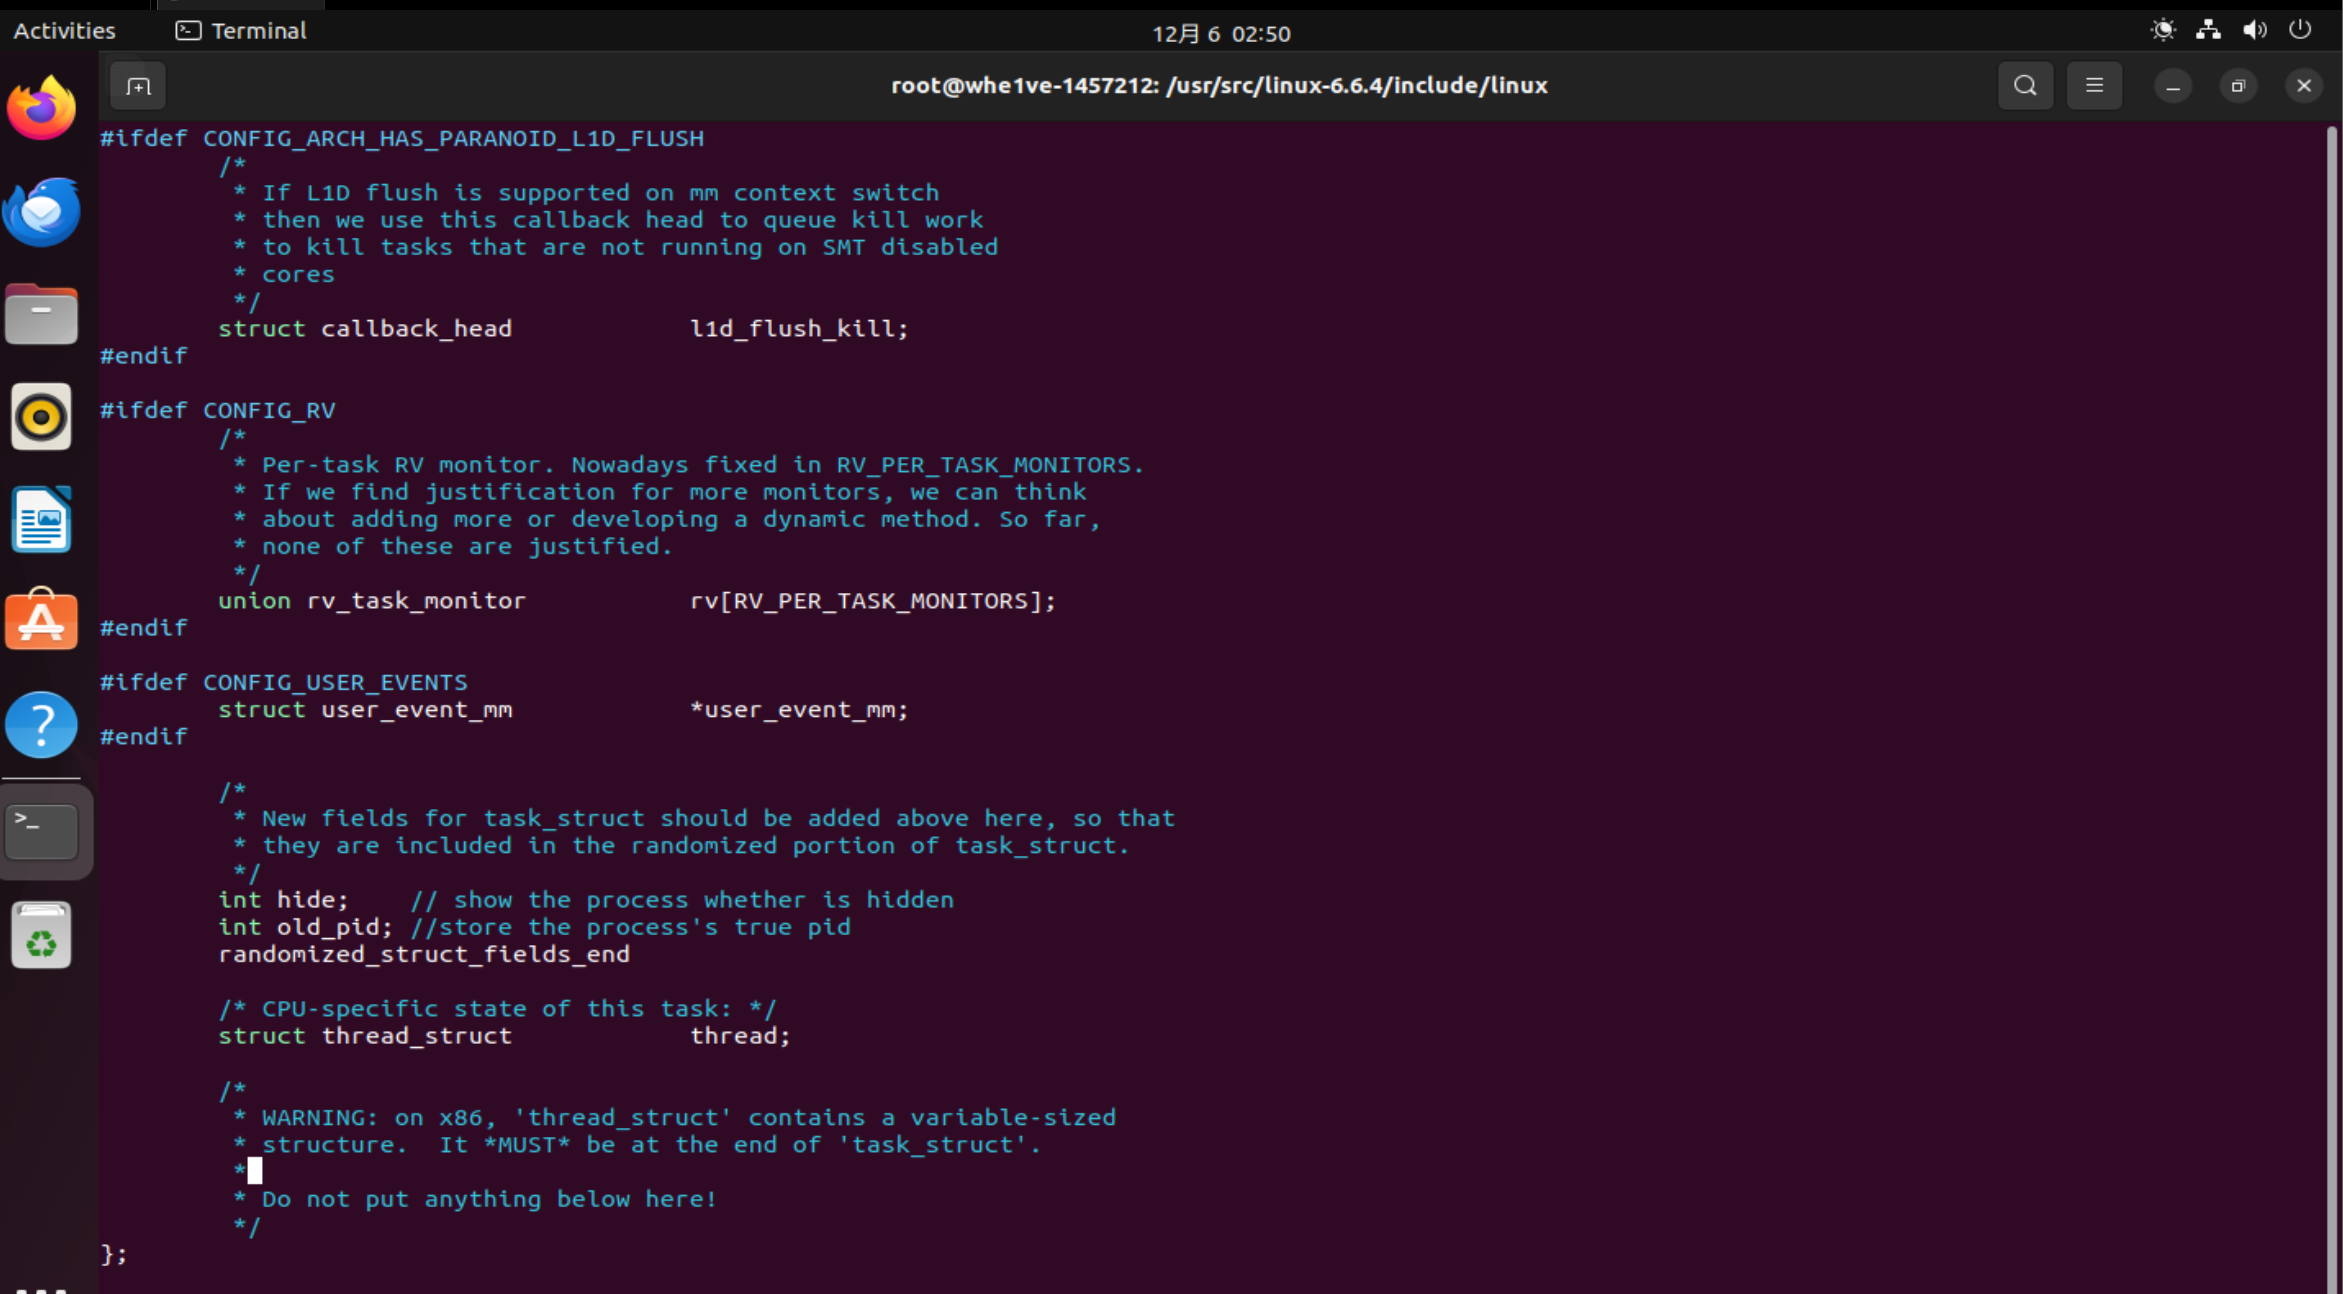 Activities
Terminal
12月 6 02:50
root@whe1ve-1457212: /usr/src/linux-6.6.4/include/linux
#ifdef CONFIG_ARCH_HAS_PARANOID_L1D_FLUSH
/*
* If L1D flush is supported on mm context switch
* then we use this callback head to queue kill work
* to kill tasks that are not running on SMT disabled
* cores
*/
struct callback_head l1d_flush_kill;
#endif
#ifdef CONFIG_RV
/*
* Per-task RV monitor. Nowadays fixed in RV_PER_TASK_MONITORS.
* If we find justification for more monitors, we can think
* about adding more or developing a dynamic method. So far,
* none of these are justified.
*/
union rv_task_monitor rv[RV_PER_TASK_MONITORS];
#endif
#ifdef CONFIG_USER_EVENTS
struct user_event_mm *user_event_mm;
#endif
/*
* New fields for task_struct should be added above here, so that
* they are included in the randomized portion of task_struct.
*/
int hide; // show the process whether is hidden
int old_pid; //store the process's true pid
randomized_struct_fields_end
/* CPU-specific state of this task: */
struct thread_struct thread;
/*
* WARNING: on x86, 'thread_struct' contains a variable-sized
* structure. It *MUST* be at the end of 'task_struct'.
*
* Do not put anything below here!
*/
};